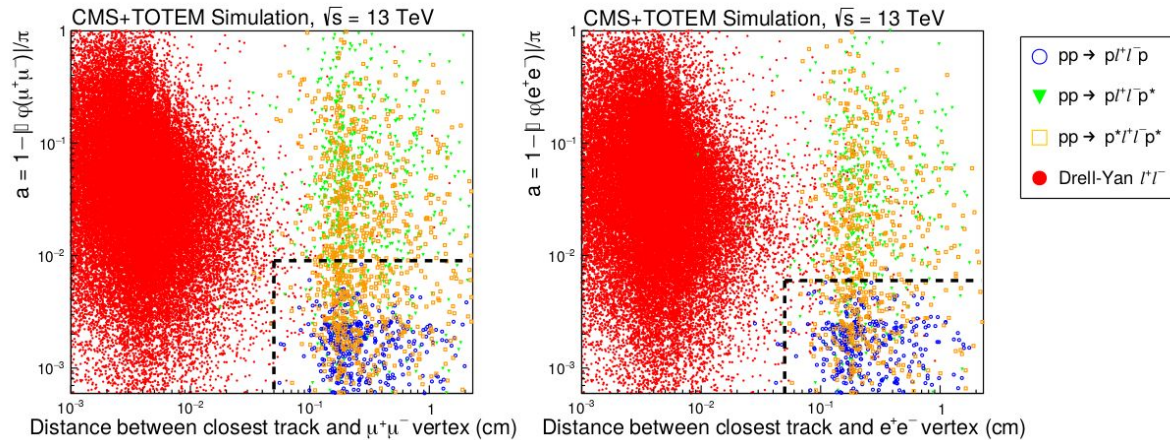 CMS+TOTEM Simulation, √s = 13 TeV
a = 1 - |▯ φ(μ⁺μ⁻)|/π
1
10⁻¹
10⁻²
10⁻³
10⁻³ 10⁻² 10⁻¹ 1
Distance between closest track and μ⁺μ⁻ vertex (cm)
CMS+TOTEM Simulation, √s = 13 TeV
a = 1 - |▯ φ(e⁺e⁻)|/π
1
10⁻¹
10⁻²
10⁻³
10⁻³ 10⁻² 10⁻¹ 1
Distance between closest track and e⁺e⁻ vertex (cm)
pp → pl⁺l⁻p
pp → pl⁺l⁻p*
pp → p*l⁺l⁻p*
Drell-Yan l⁺l⁻